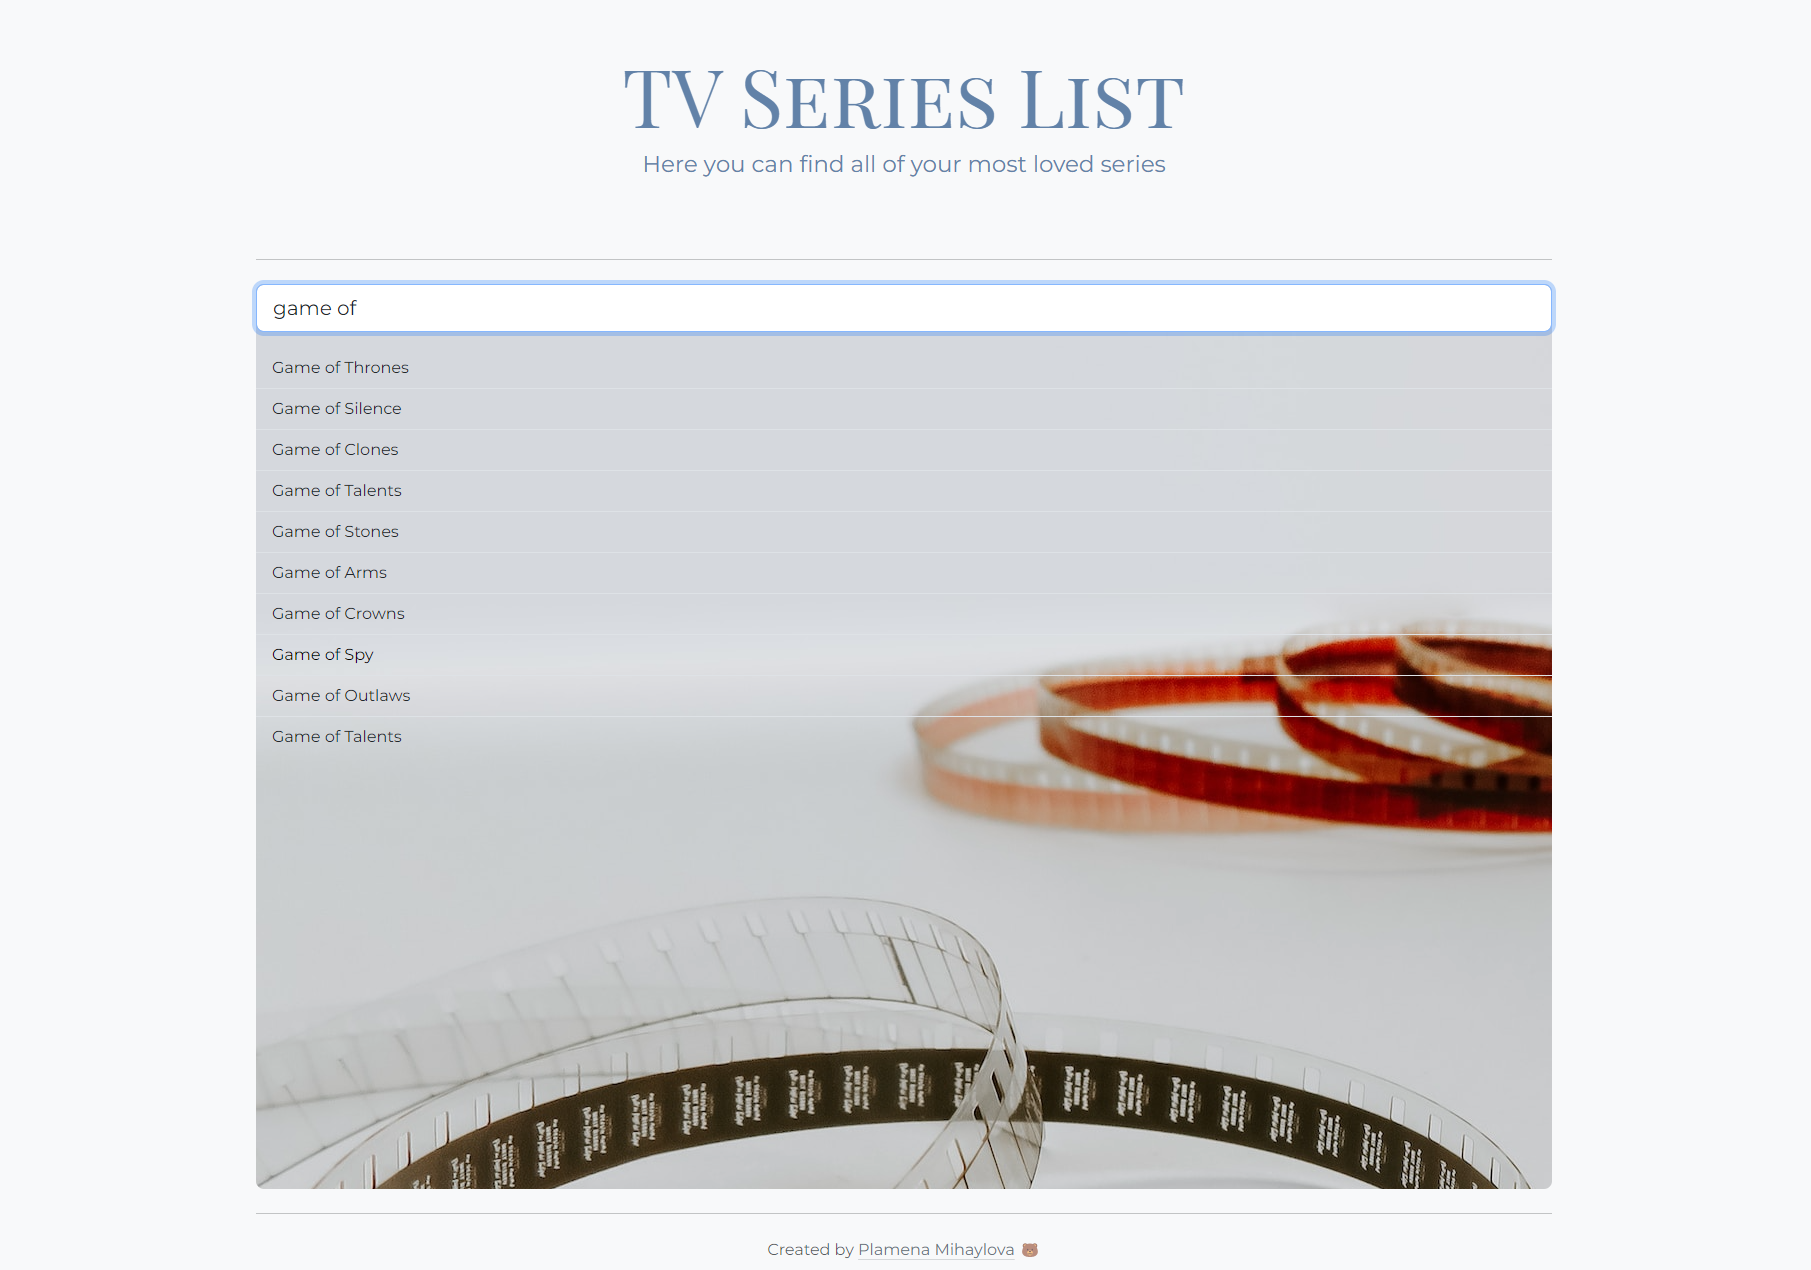 TV Series List
Here you can find all of your most loved series
game of
Game of Thrones
Game of Silence
Game of Clones
Game of Talents
Game of Stones
Game of Arms
Game of Crowns
Game of Spy
Game of Outlaws
Game of Talents
Created by Plamena Mihaylova 🐻